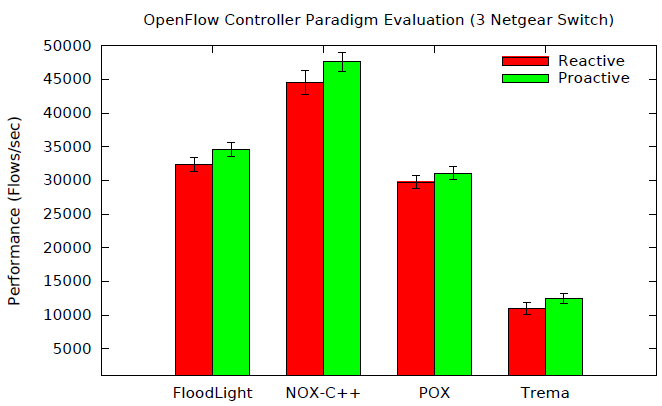 OpenFlow Controller Paradigm Evaluation (3 Netgear Switch)
Performance (Flows/sec)
50000
45000
40000
35000
30000
25000
20000
15000
10000
5000
Reactive
Proactive
FloodLight NOX-C++ POX Trema